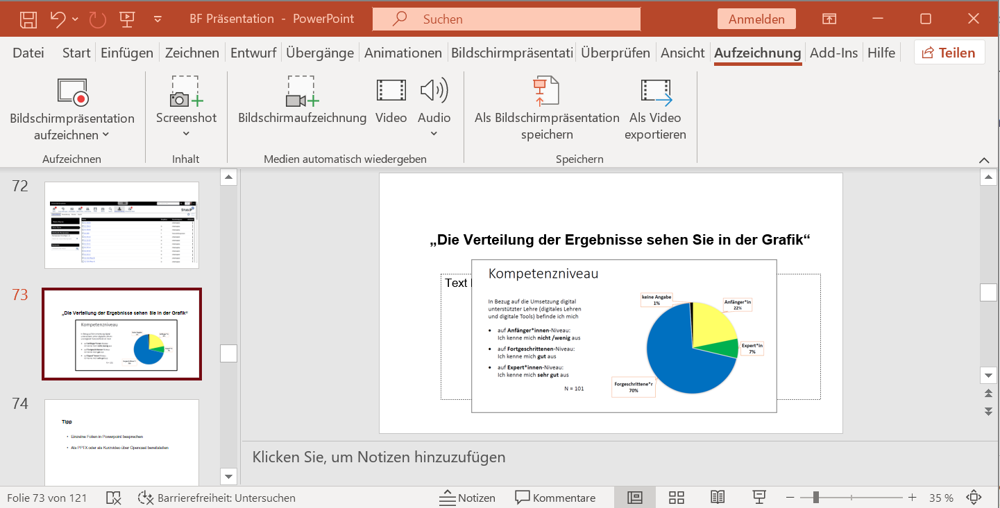 BF Präsentation - PowerPoint
Suchen
Anmelden
Datei Start Einfügen Zeichnen Entwurf Übergänge Animationen Bildschirmpräsentati Überprüfen Ansicht Aufzeichnung Add-Ins Hilfe Teilen
Bildschirmpräsentation
aufzeichnen
Screenshot
Bildschirmaufzeichnung
Video
Audio
Als Bildschirmpräsentation
speichern
Als Video
exportieren
Aufzeichnen
Inhalt
Medien automatisch wiedergeben
Speichern
72
73
„Die Verteilung der Ergebnisse sehen Sie in der Grafik“
Kompetenzniveau
74
Tipp
• Einzelne Folien in Powerpoint besprechen
• Als PPTX oder als Kurzvideo über Opencast bereitstellen
„Die Verteilung der Ergebnisse sehen Sie in der Grafik“
Text
Kompetenzniveau
In Bezug auf die Umsetzung digital
unterstützter Lehre (digitales Lehren
und digitale Tools) befinde ich mich
• auf Anfänger*innen-Niveau:
Ich kenne mich nicht /wenig aus
• auf Fortgeschrittenen-Niveau:
Ich kenne mich gut aus
• auf Expert*innen-Niveau:
Ich kenne mich sehr gut aus
N = 101
keine Angabe
1%
Anfänger*in
22%
Expert*in
7%
Forgeschrittene*r
70%
Klicken Sie, um Notizen hinzuzufügen
Folie 73 von 121
Barrierefreiheit: Untersuchen
Notizen
Kommentare
35 %